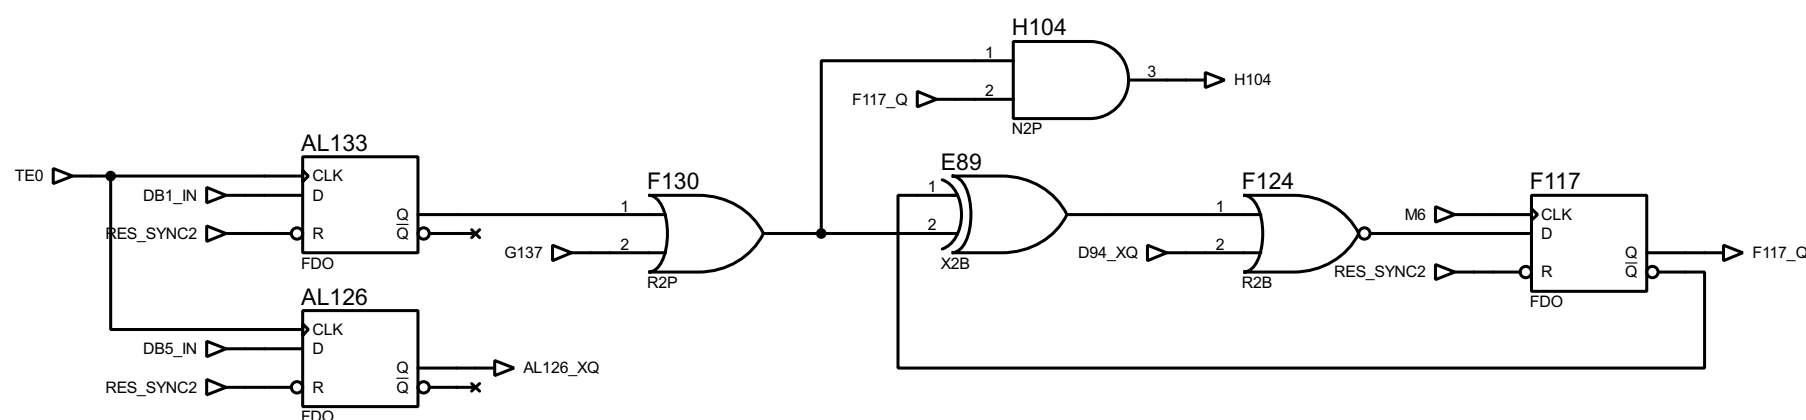 H104
1
3
H104
F117_Q
2
N2P
AL133
TE0
CLK
DB1_IN
D
Q
RES_SYNC2
R
Q
FDO
F130
1
G137
2
R2P
E89
1
2
X2B
F124
1
D94_XQ
2
R2B
F117
M6
CLK
D
Q
F117_Q
RES_SYNC2
R
Q
FDO
AL126
CLK
DB5_IN
D
Q
AL126_XQ
RES_SYNC2
R
Q
FDO